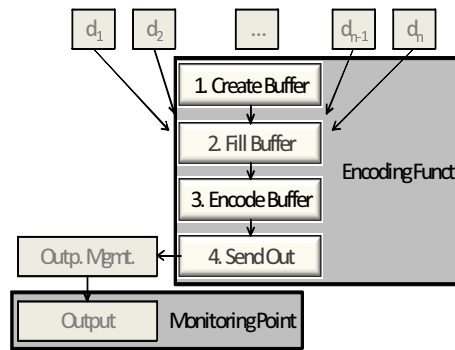 d1 d2 ... dn-1 dn
1. Create Buffer
2. Fill Buffer
Encoding Funct
3. Encode Buffer
Outp. Mgmt. 4. Send Out
Output Monitoring Point